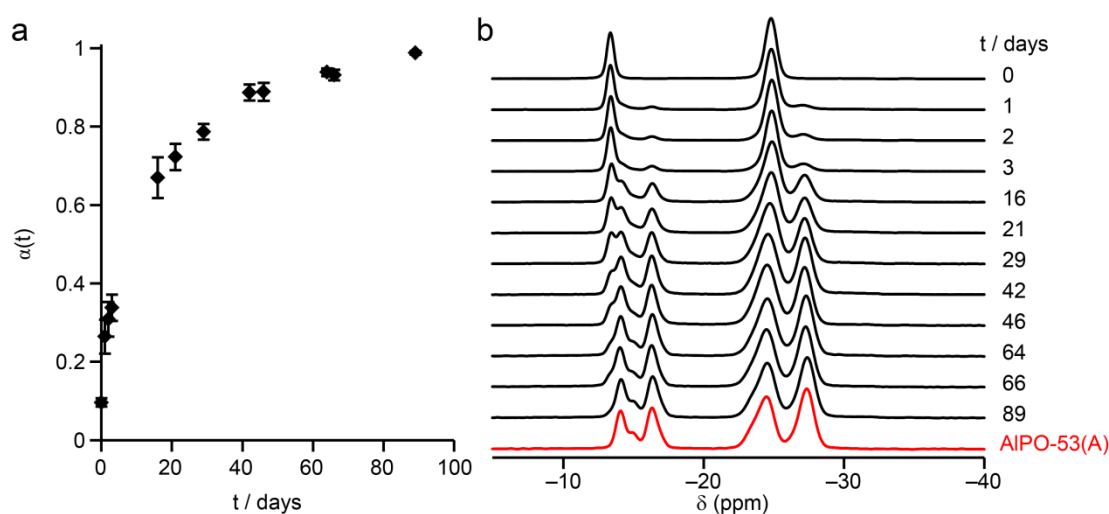 a
1
0.8
0.6
0.4
0.2
0
α(t)
0 20 40 60 80 100
t / days
b
t / days
0
1
2
3
16
21
29
42
46
64
66
89
AlPO-53(A)
–10 –20 –30 –40
δ (ppm)